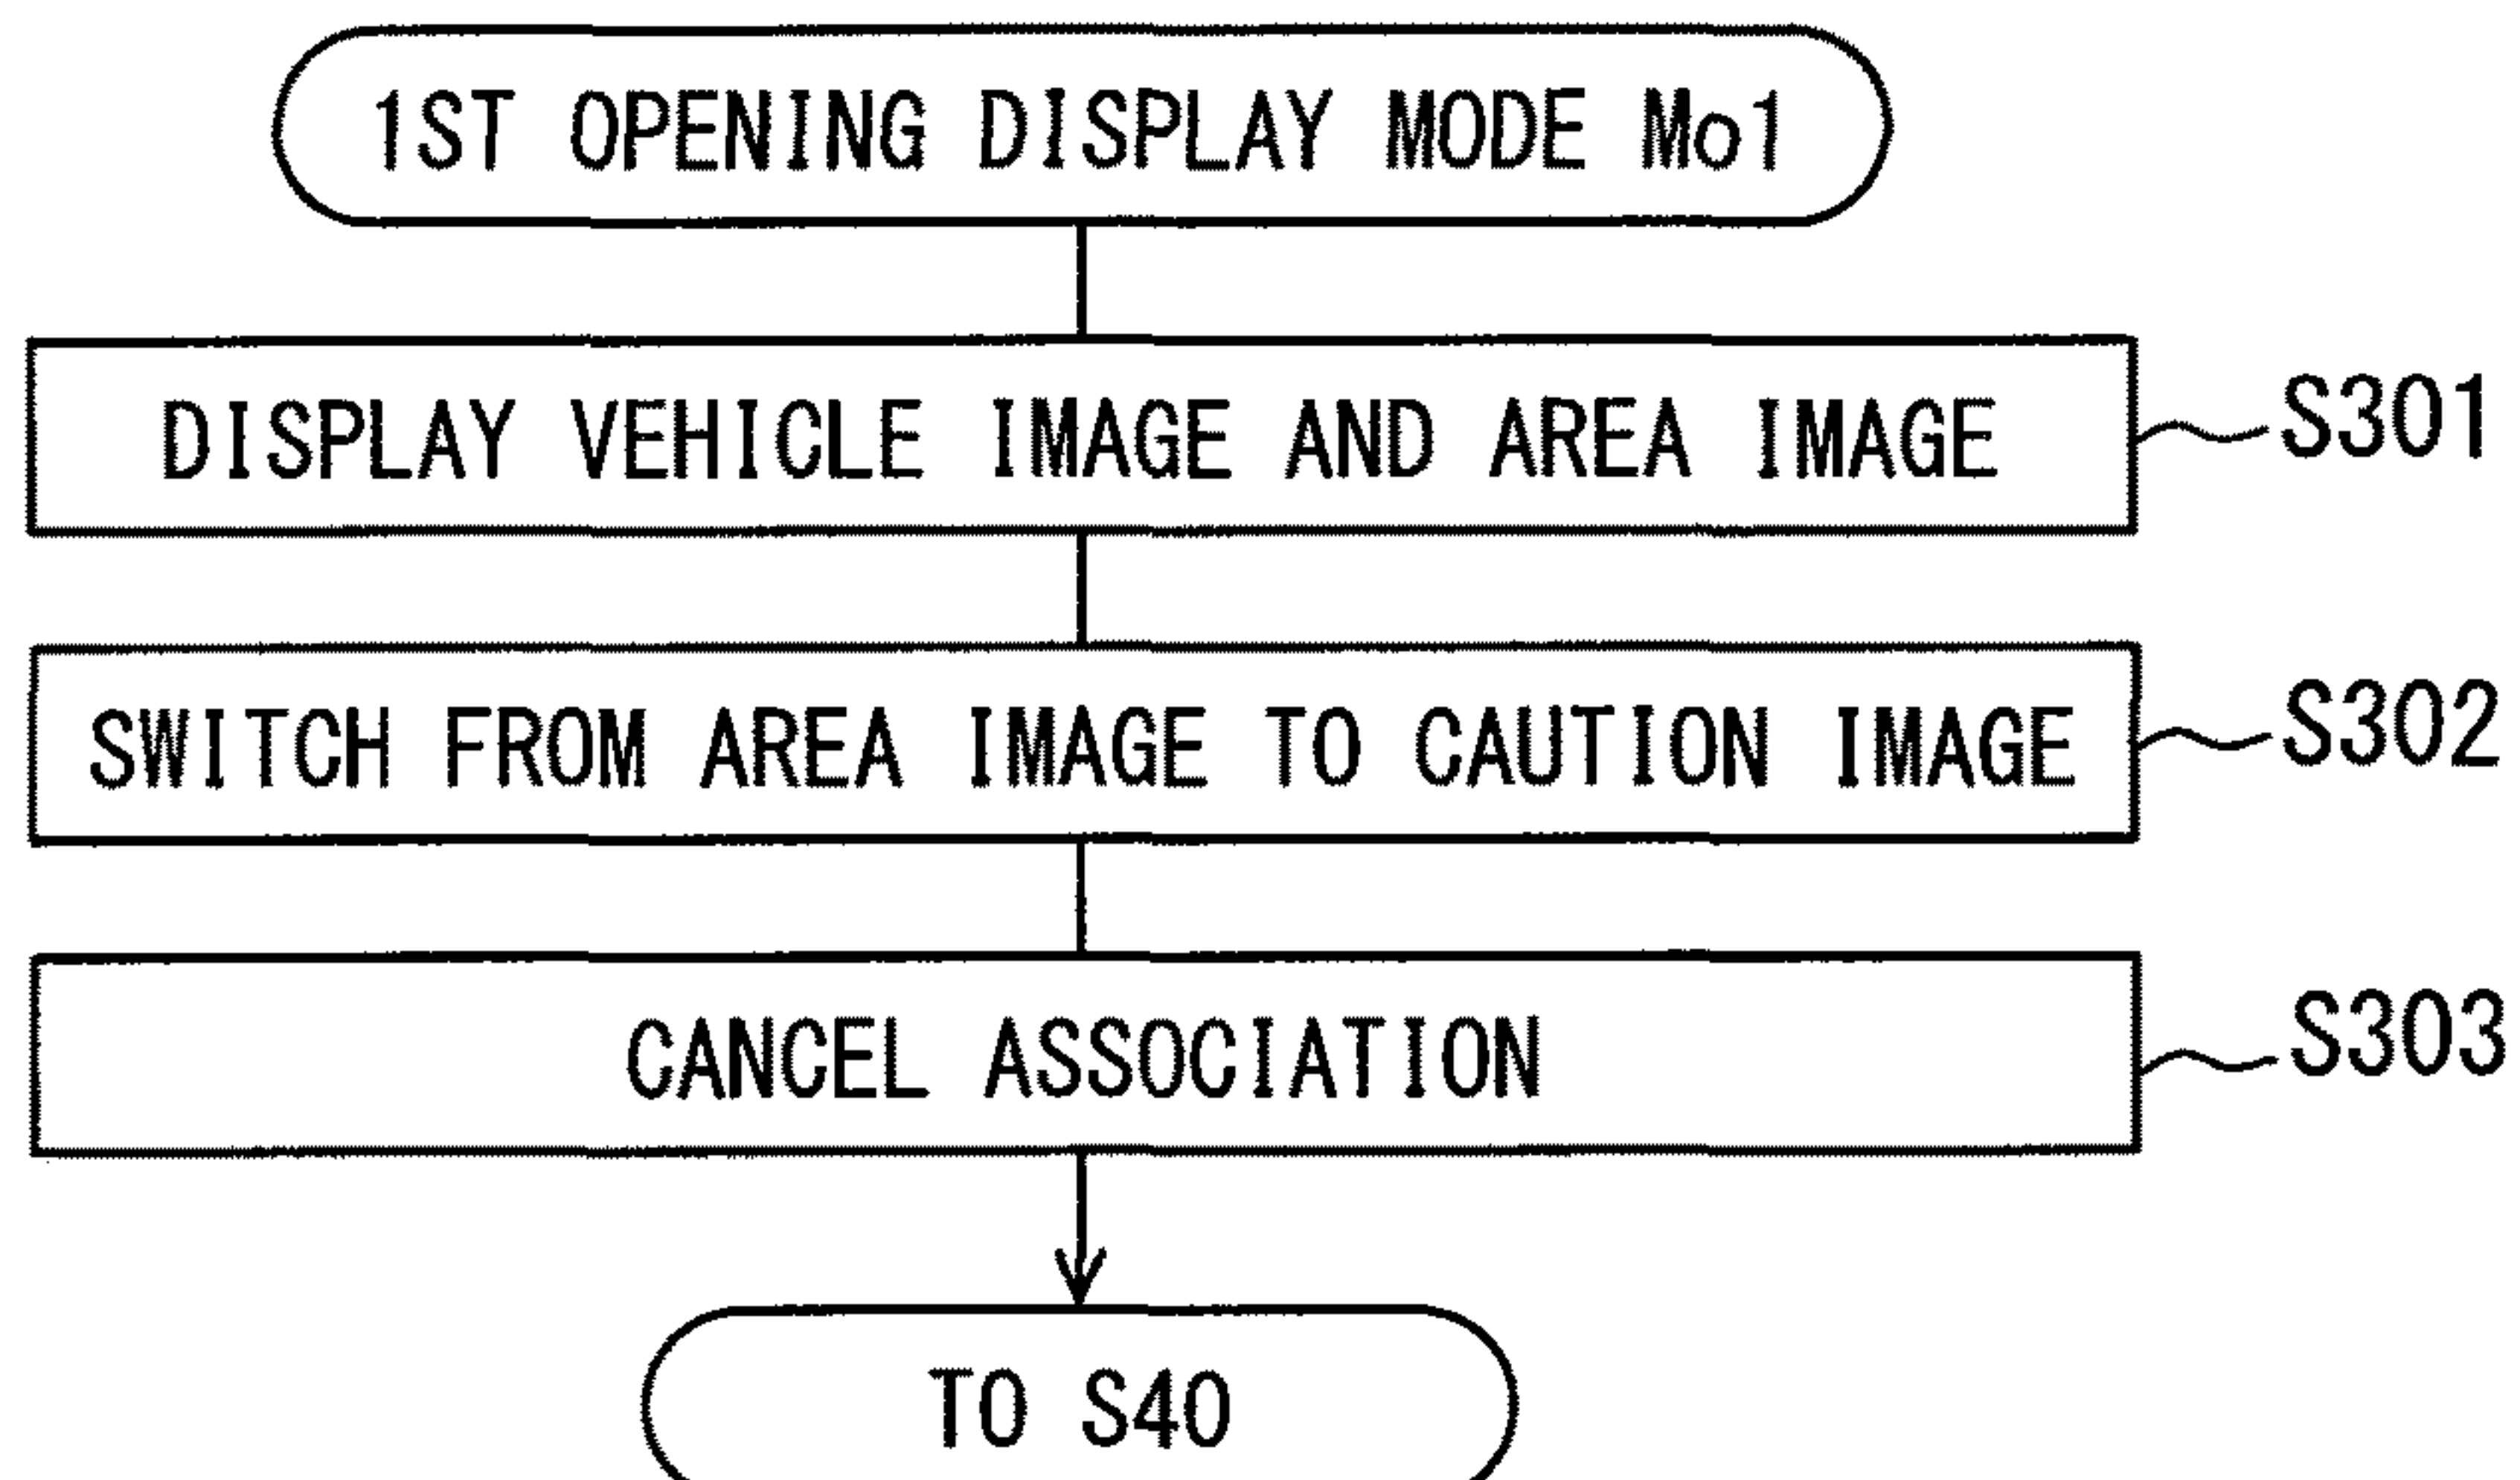 1ST OPENING DISPLAY MODE Mo1
DISPLAY VEHICLE IMAGE AND AREA IMAGE
S301
SWITCH FROM AREA IMAGE TO CAUTION IMAGE
S302
CANCEL ASSOCIATION
S303
TO S40